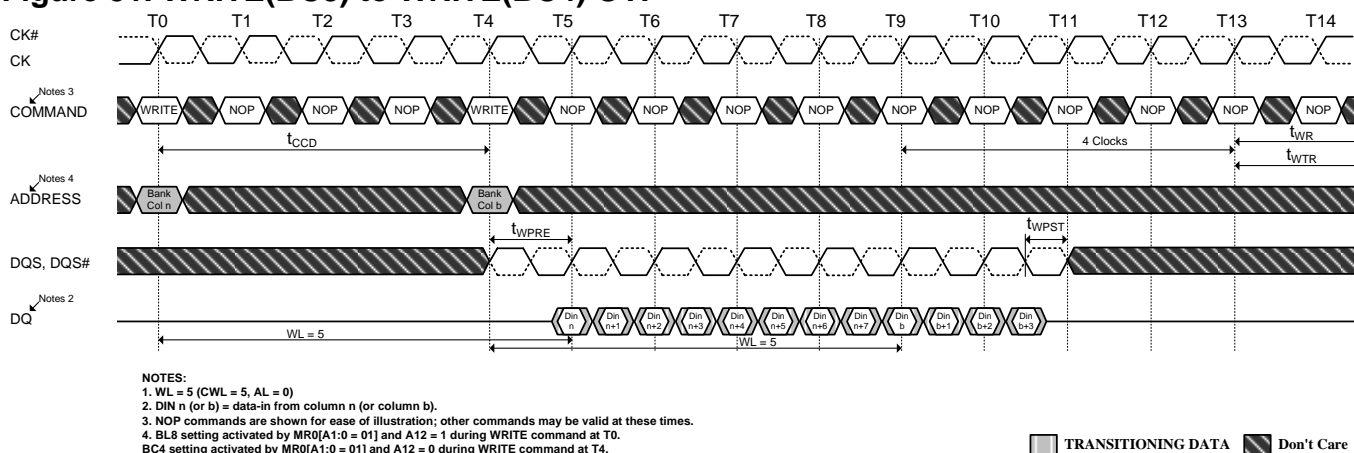 Figure 61. WRITE(BC8) to WRITE(BC4) OTF
T0 T1 T2 T3 T4 T5 T6 T7 T8 T9 T10 T11 T12 T13 T14
CK#
CK
Notes 3
COMMAND
WRITE NOP NOP NOP WRITE NOP NOP NOP NOP NOP NOP NOP NOP NOP NOP
tCCD
4 Clocks
tWR
tWTR
Notes 4
ADDRESS
Bank Bank
Col n Col b
tWPRE
tWPST
DQS, DQS#
Notes 2
DQ
Din Din Din Din Din Din Din Din Din Din Din Din
n n+1 n+2 n+3 n+4 n+5 n+6 n+7 b b+1 b+2 b+3
WL = 5
WL = 5
NOTES:
1. WL = 5 (CWL = 5, AL = 0)
2. DIN n (or b) = data-in from column n (or column b).
3. NOP commands are shown for ease of illustration; other commands may be valid at these times.
4. BL8 setting activated by MR0[A1:0 = 01] and A12 = 1 during WRITE command at T0.
BC4 setting activated by MR0[A1:0 = 01] and A12 = 0 during WRITE command at T4.
TRANSITIONING DATA Don't Care